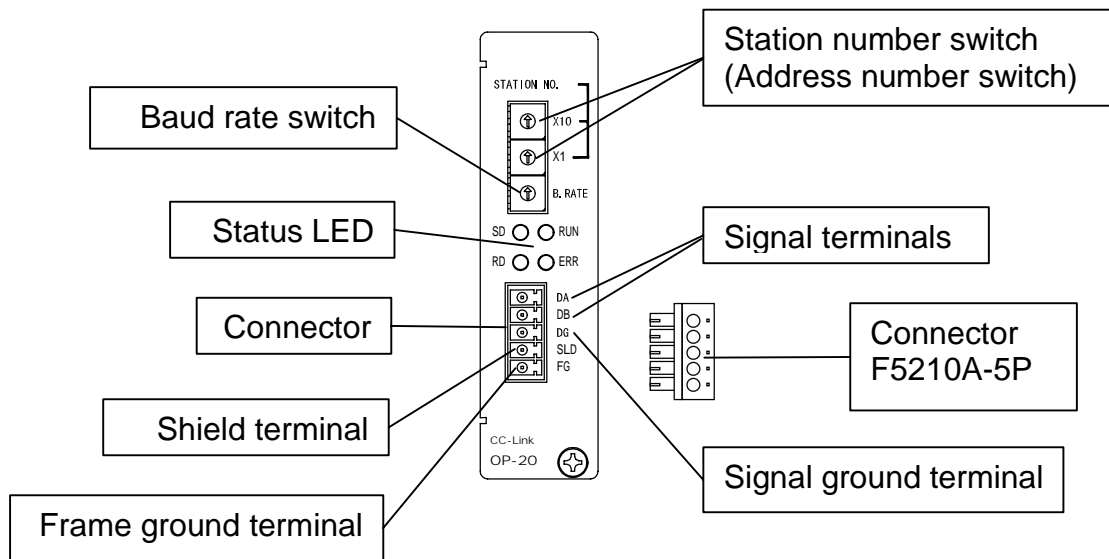 Station number switch
(Address number switch)
Baud rate switch
STATION NO.
X10
X1
B.RATE
Status LED
SD
RUN
RD
ERR
Signal terminals
DA
DB
DG
SLD
FG
Connector
Connector
F5210A-5P
Shield terminal
CC-Link
OP-20
Signal ground terminal
Frame ground terminal